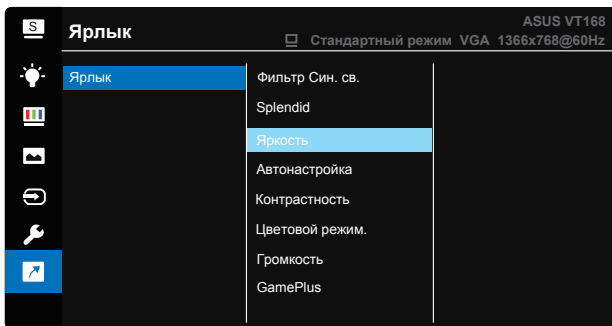 S
Ярлык
ASUS VT168
Стандартный режим VGA 1366x768@60Hz
Ярлык
Фильтр Син. св.
Splendid
Яркость
Автонастройка
Контрастность
Цветовой режим.
Громкость
GamePlus